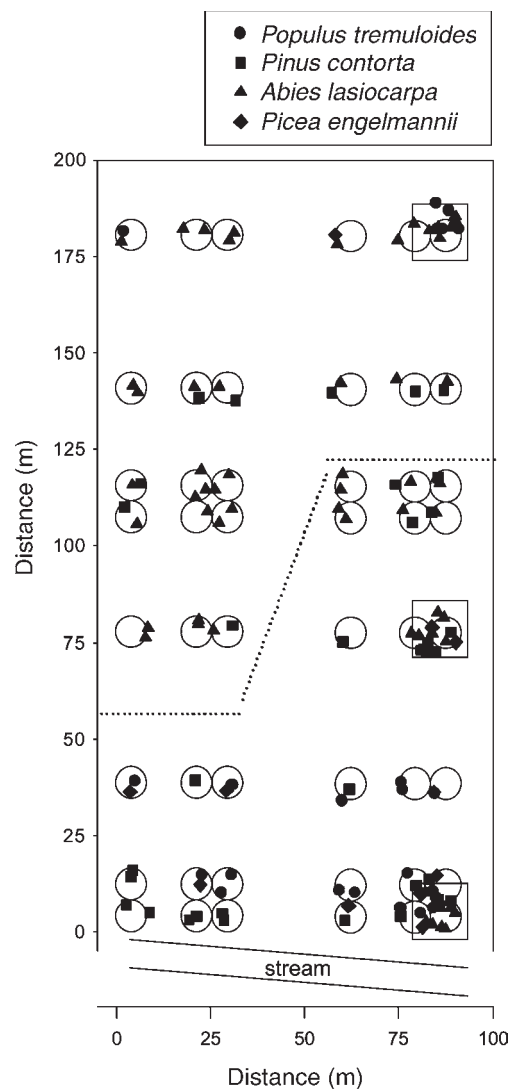 Populus tremuloides
Pinus contorta
Abies lasiocarpa
Picea engelmannii
200
175
150
125
100
75
50
25
0
Distance (m)
stream
0 25 50 75 100
Distance (m)